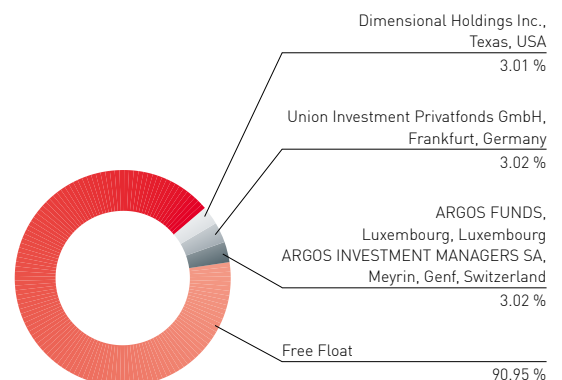 Dimensional Holdings Inc.,
Texas, USA
3.01 %
Union Investment Privatfonds GmbH,
Frankfurt, Germany
3.02 %
ARGOS FUNDS,
Luxembourg, Luxembourg
ARGOS INVESTMENT MANAGERS SA,
Meyrin, Genf, Switzerland
3.02 %
Free Float
90.95 %